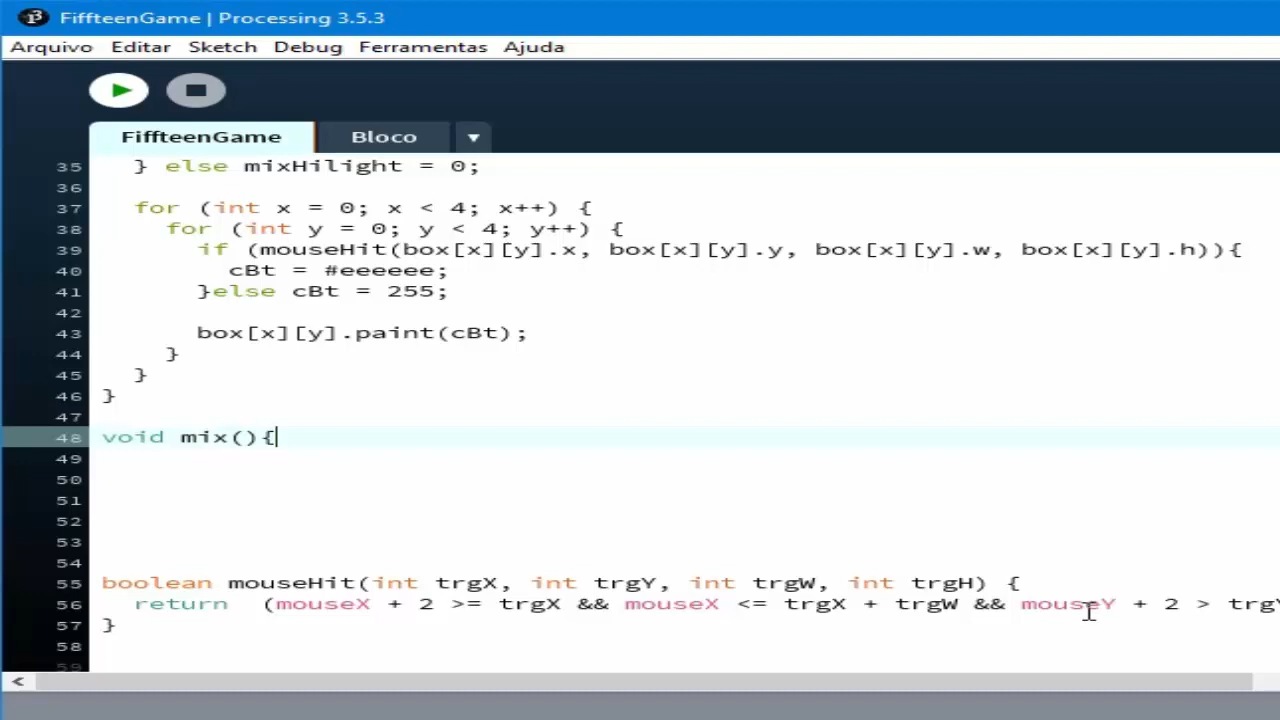 FiffteenGame | Processing 3.5.3
Arquivo Editar Sketch Debug Ferramentas Ajuda
FiffteenGame Bloco
35 } else mixHilight = 0;
36
37 for (int x = 0; x < 4; x++) {
38 for (int y = 0; y < 4; y++) {
39 if (mouseHit(box[x][y].x, box[x][y].y, box[x][y].w, box[x][y].h)){
40 cBt = #eeeeee;
41 }else cBt = 255;
42
43 box[x][y].paint(cBt);
44 }
45 }
46 }
47
48 void mix(){
49
50
51
52
53
54
55 boolean mouseHit(int trgX, int trgY, int trgW, int trgH) {
56 return (mouseX + 2 >= trgX && mouseX <= trgX + trgW && mouseY + 2 > trgY
57 }
58
59